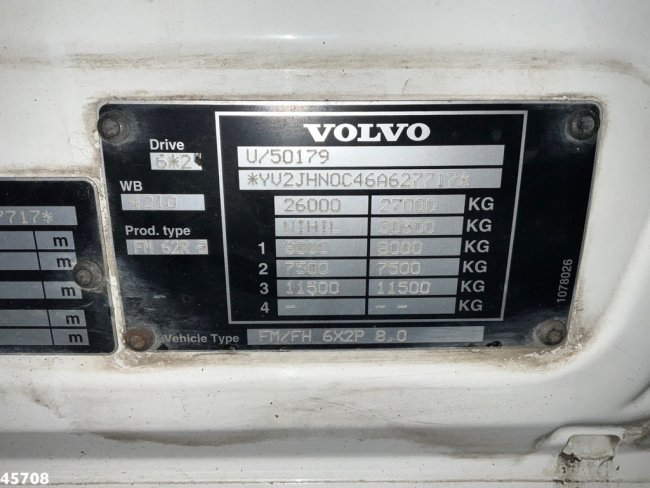 VOLVO
Drive
6*2
U/50179
*YV2JHN0C46A627717*
WB
4210
26000 27000 KG
NIHIL KG
Prod. type
FM 62R
1 8000 8000 KG
2 7500 7500 KG
3 11500 11500 KG
4 - -- KG
Vehicle Type FM/FH 6X2P 8,0
1078026
7717*
m
m
m
m
m
45708